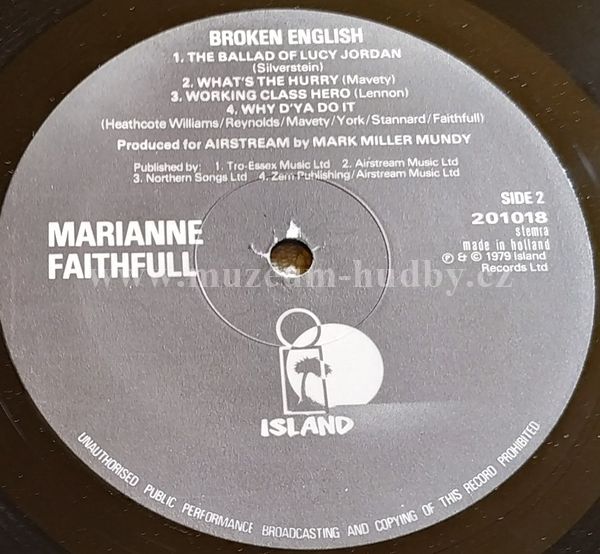 BROKEN ENGLISH
1. THE BALLAD OF LUCY JORDAN
(Silverstein)
2. WHAT'S THE HURRY (Mavety)
3. WORKING CLASS HERO (Lennon)
4. WHY D'YA DO IT
(Heathcote Williams/Reynolds/Mavety/York/Stannard/Faithfull)
Produced for AIRSTREAM by MARK MILLER MUNDY
Published by: 1. Tro-Essex Music Ltd 2. Airstream Music Ltd
3. Northern Songs Ltd 4. Zem Publishing/Airstream Music Ltd
SIDE 2
201018
stemra
made in holland
℗ & © 1979 Island
Records Ltd
MARIANNE
FAITHFULL
www.muzeum-hudby.cz
ISLAND
UNAUTHORISED PUBLIC PERFORMANCE BROADCASTING AND COPYING OF THIS RECORD PROHIBITED.